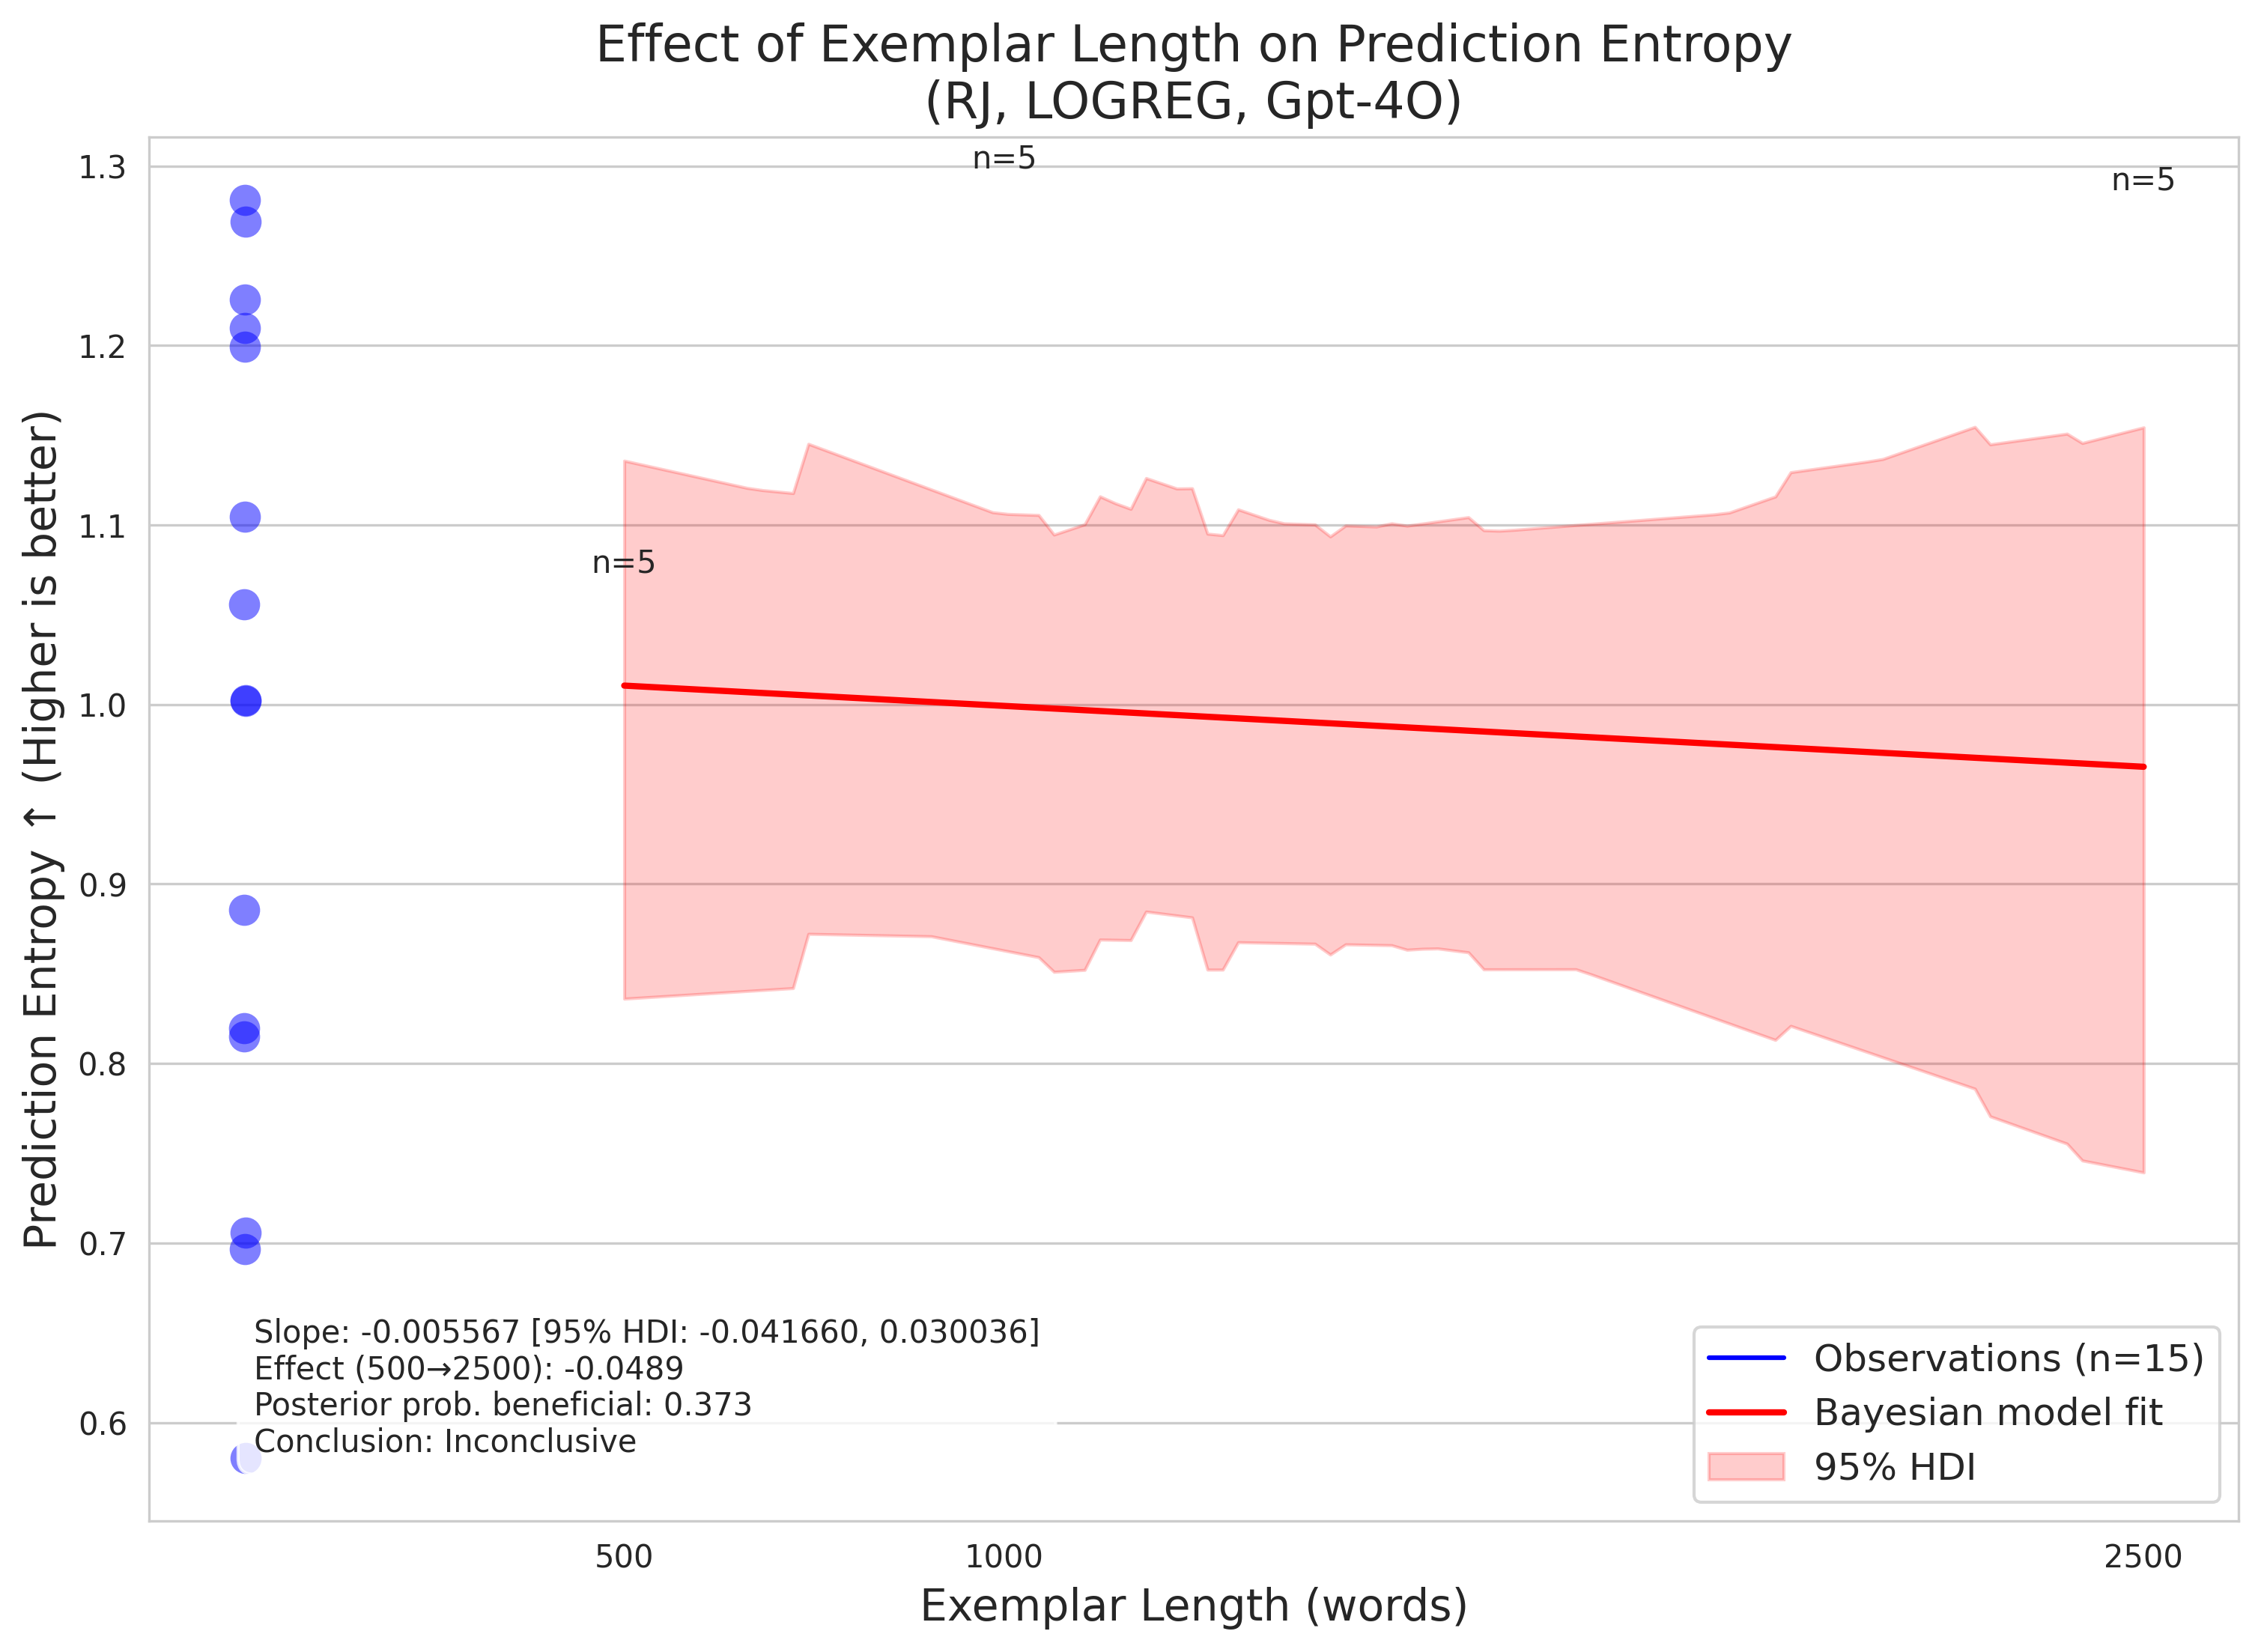 Effect of Exemplar Length on Prediction Entropy
(RJ, LOGREG, Gpt-4O)
Prediction Entropy ↑ (Higher is better)
1.3
1.2
1.1
1.0
0.9
0.8
0.7
0.6
n=5
n=5
n=5
Slope: -0.005567 [95% HDI: -0.041660, 0.030036]
Effect (500→2500): -0.0489
Posterior prob. beneficial: 0.373
Conclusion: Inconclusive
Observations (n=15)
Bayesian model fit
95% HDI
500
1000
2500
Exemplar Length (words)